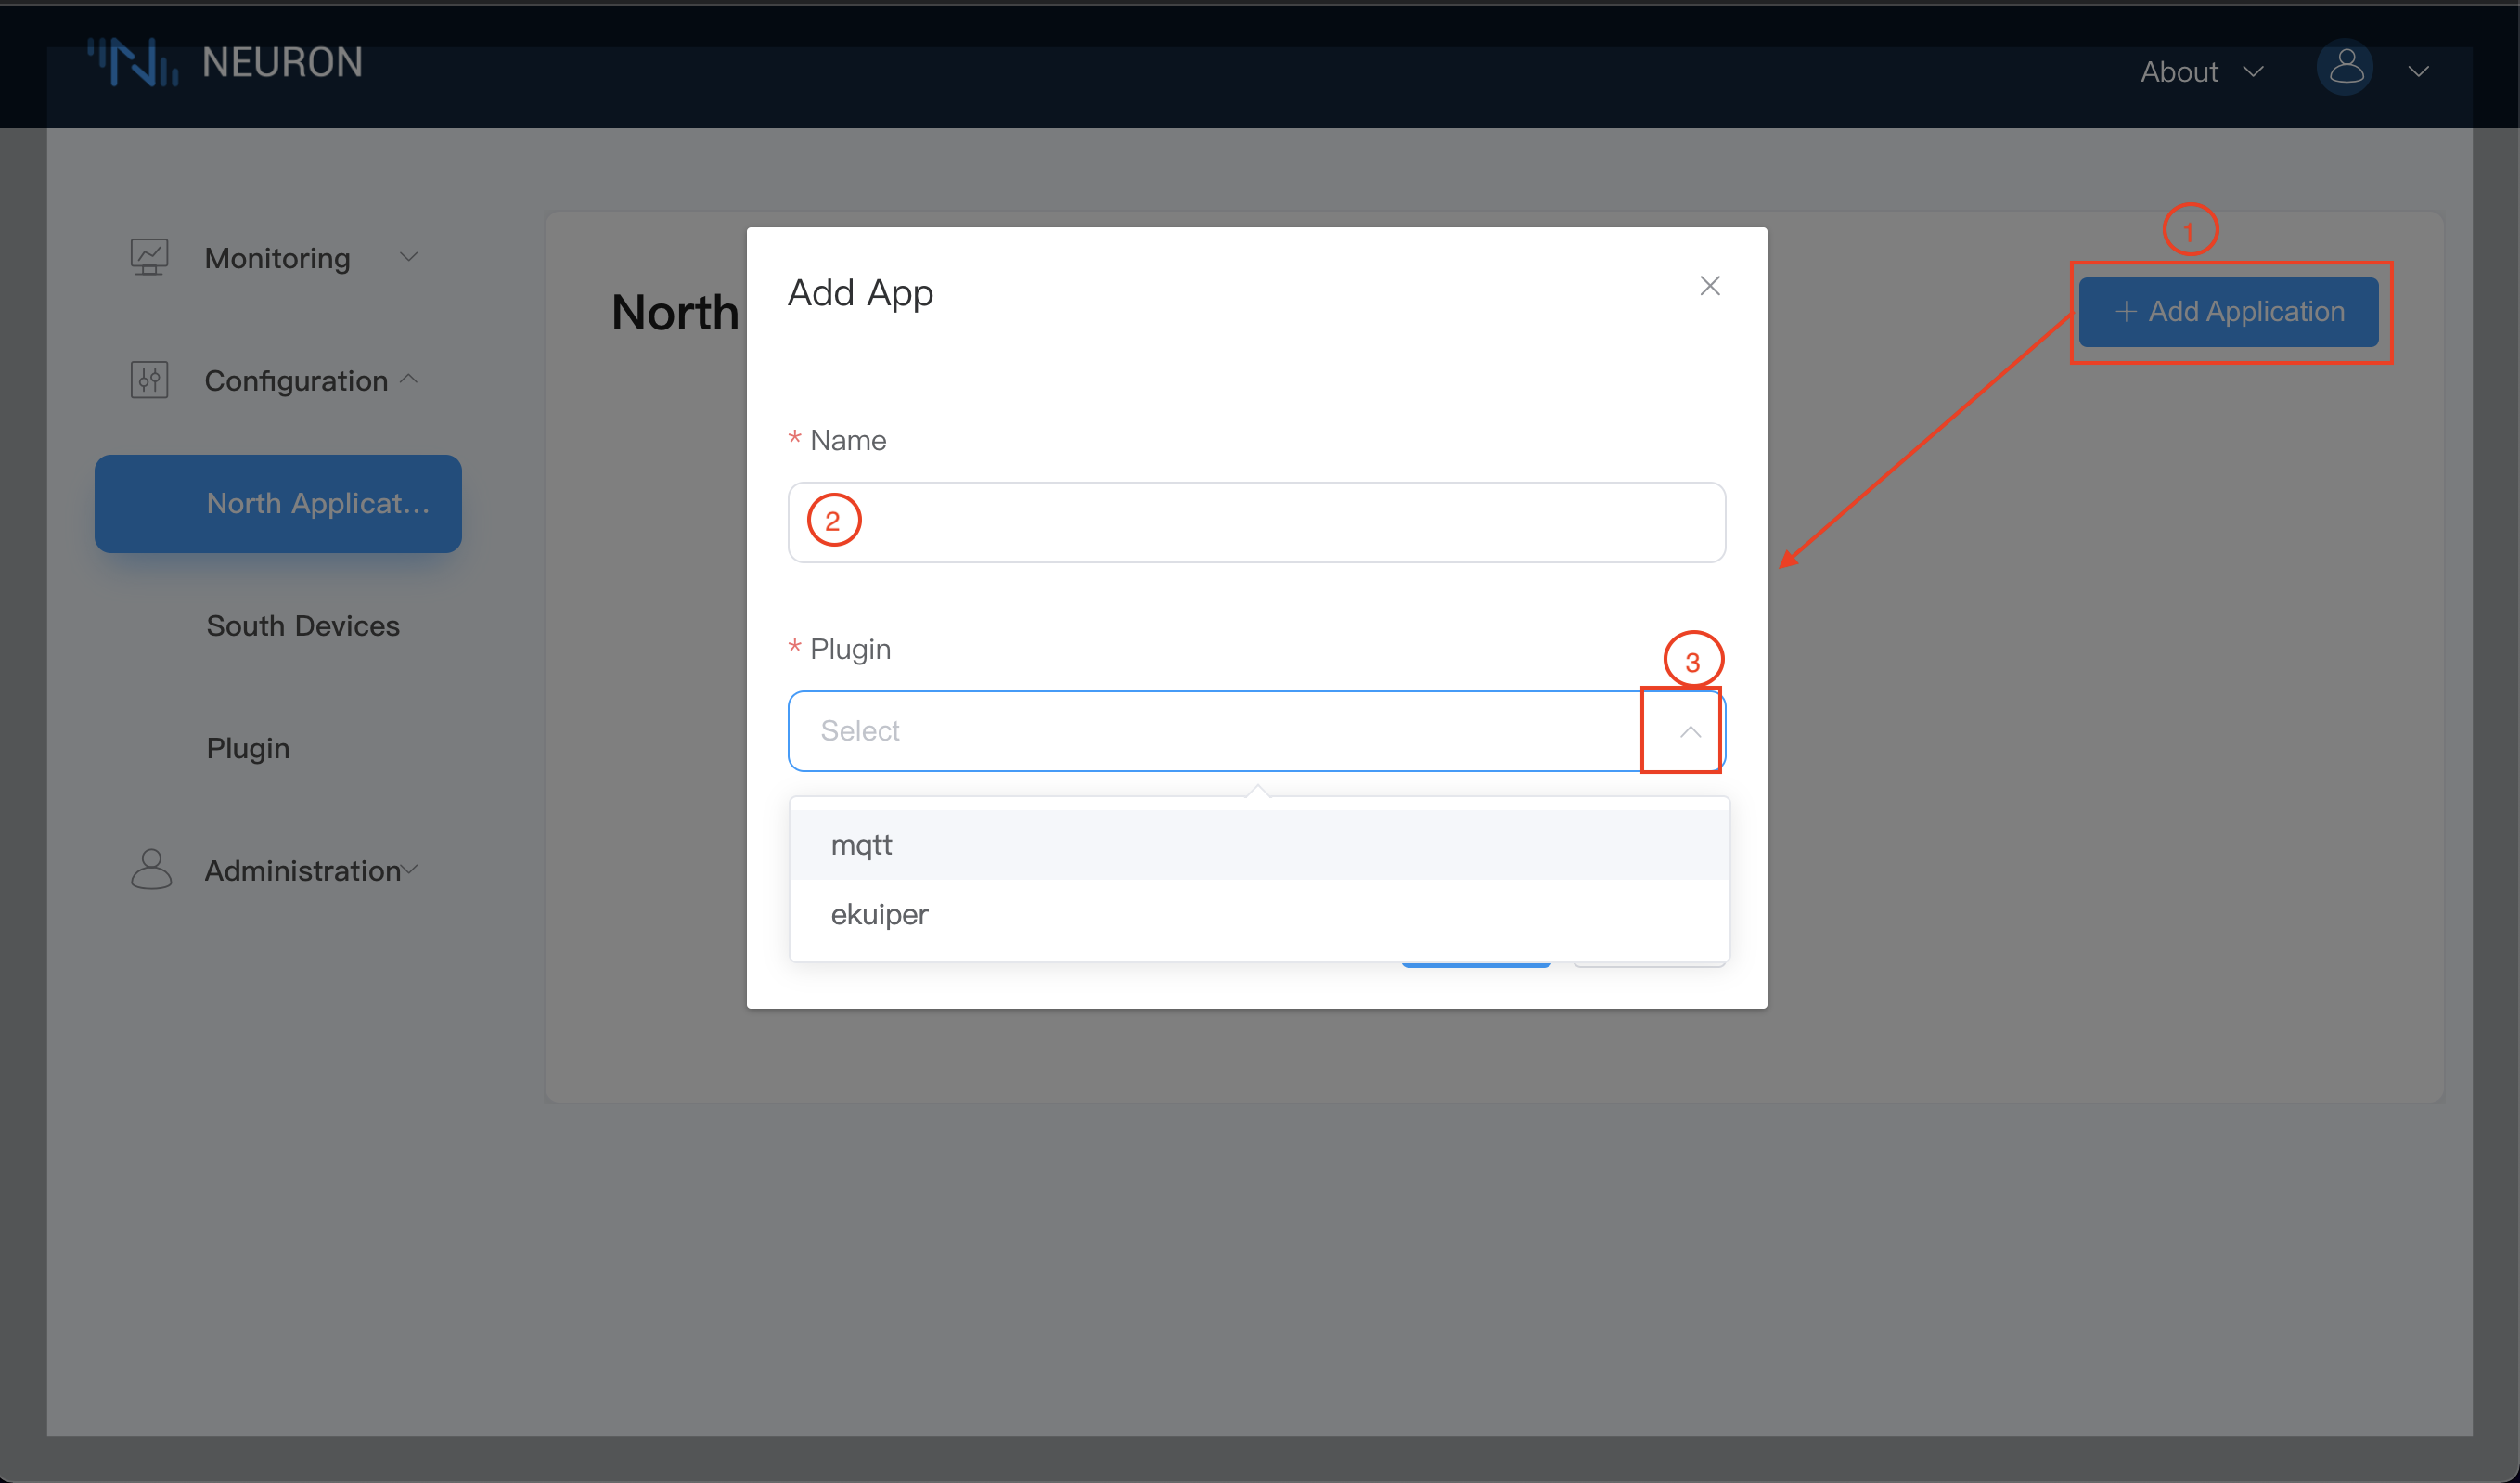 NEURON
About
Monitoring
Configuration
North Applicat...
South Devices
Plugin
Administration
North
1
+ Add Application
Add App
* Name
2
* Plugin
3
Select
mqtt
ekuiper